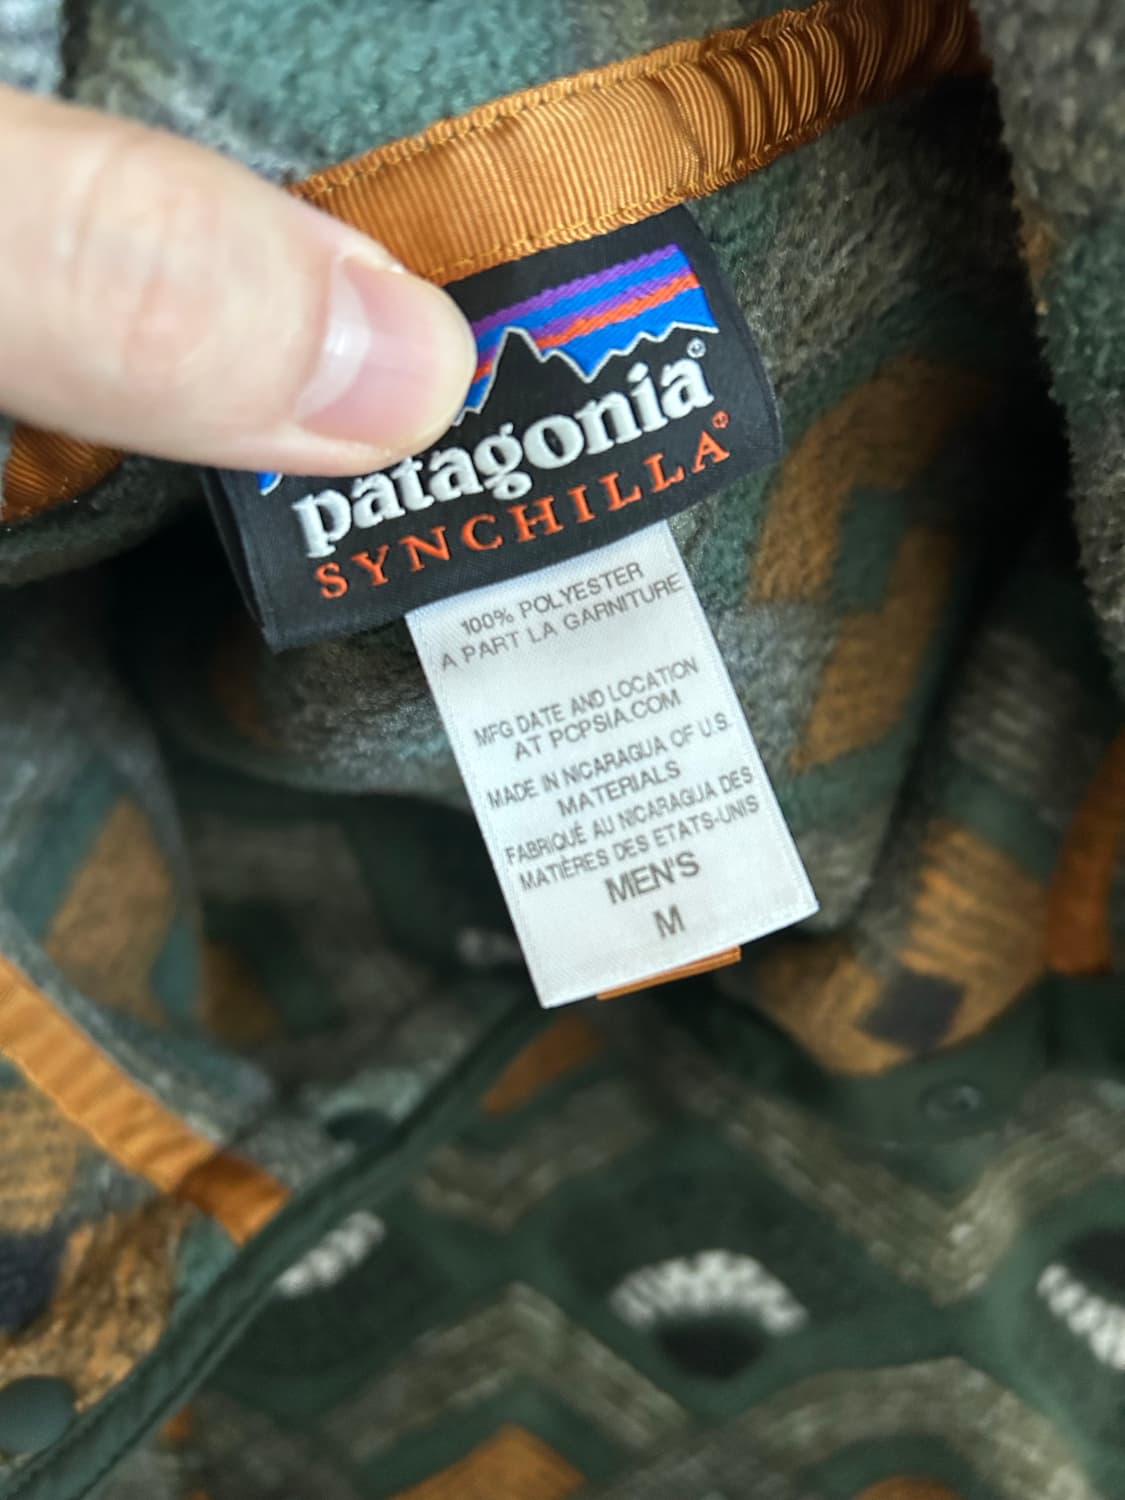 patagonia®
SYNCHILLA®
100% POLYESTER
A PART LA GARNITURE
MFG DATE AND LOCATION
AT PCPSIA.COM
MADE IN NICARAGUA OF U.S.
MATERIALS
FABRIQUÉ AU NICARAGUA DES
MATIÈRES DES ETATS-UNIS
MEN'S
M